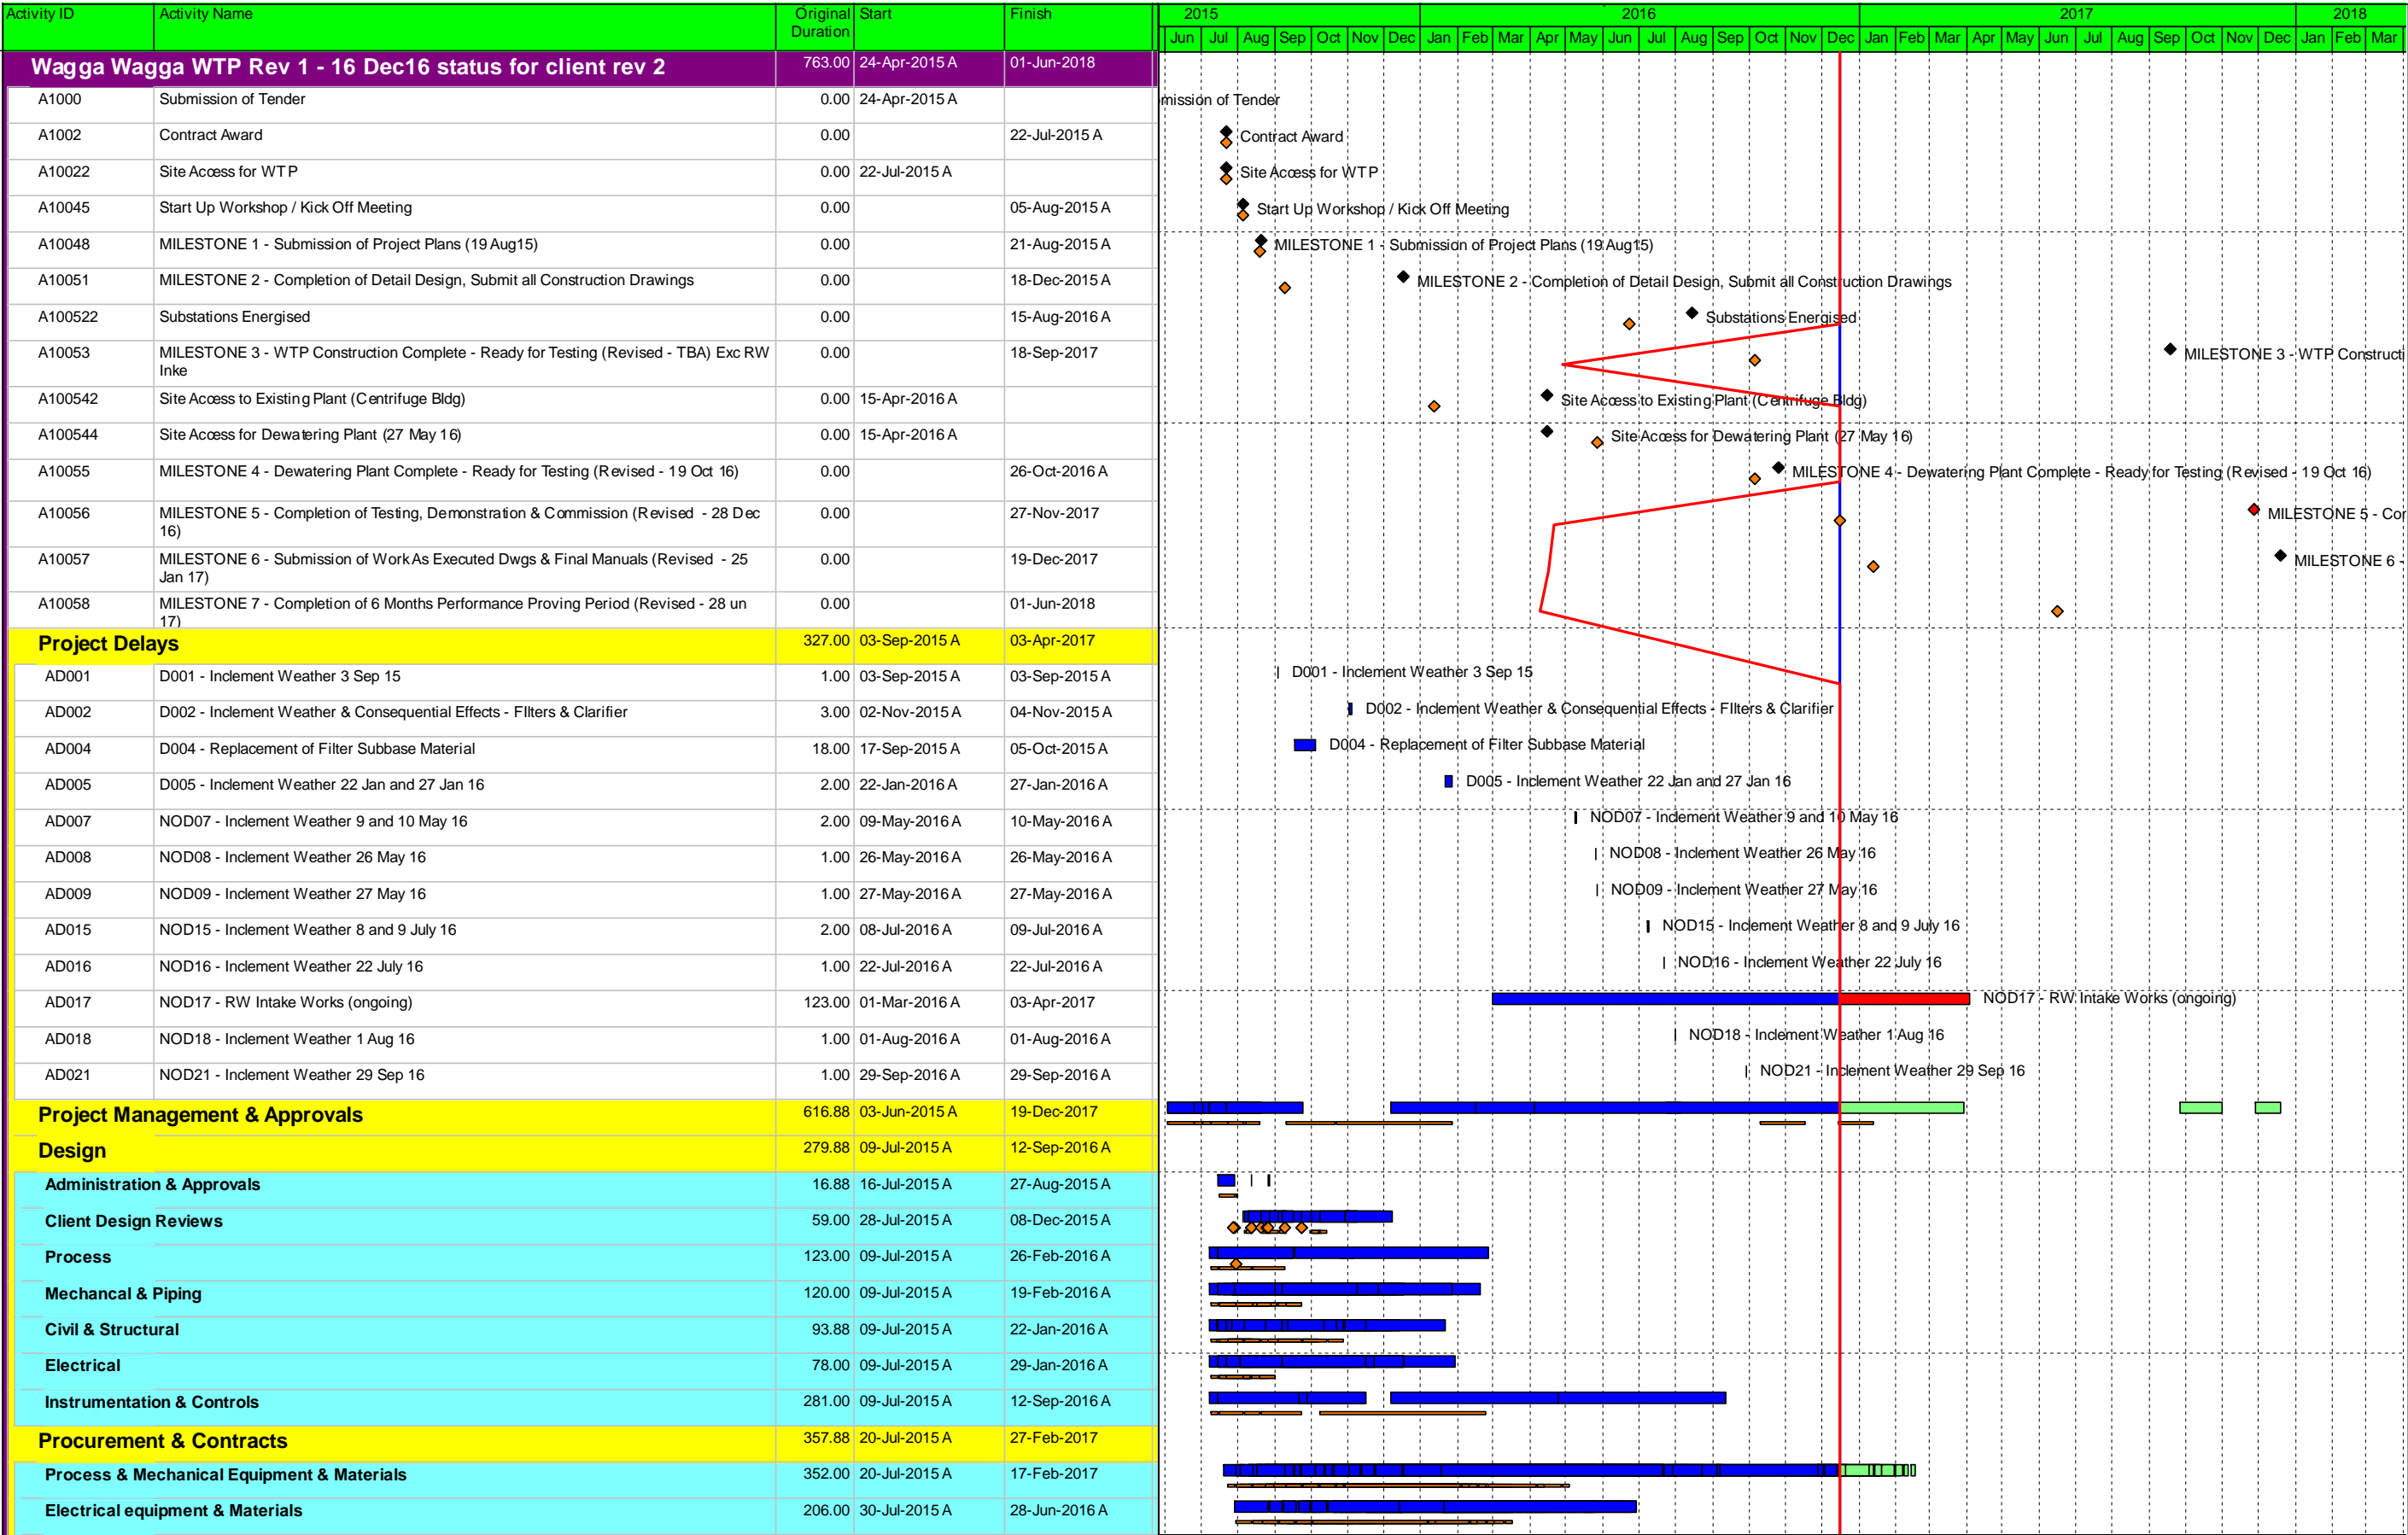 Activity ID Activity Name Original Duration Start Finish 2015 2016 2017 2018
Jun Jul Aug Sep Oct Nov Dec Jan Feb Mar Apr May Jun Jul Aug Sep Oct Nov Dec Jan Feb Mar Apr May Jun Jul Aug Sep Oct Nov Dec Jan Feb Mar
Wagga Wagga WTP Rev 1 - 16 Dec16 status for client rev 2 763.00 24-Apr-2015 A 01-Jun-2018
A1000 Submission of Tender 0.00 24-Apr-2015 A mission of Tender
A1002 Contract Award 0.00 22-Jul-2015 A Contract Award
A10022 Site Access for WTP 0.00 22-Jul-2015 A Site Access for WTP
A10045 Start Up Workshop / Kick Off Meeting 0.00 05-Aug-2015 A Start Up Workshop / Kick Off Meeting
A10048 MILESTONE 1 - Submission of Project Plans (19 Aug15) 0.00 21-Aug-2015 A MILESTONE 1 - Submission of Project Plans (19 Aug15)
A10051 MILESTONE 2 - Completion of Detail Design, Submit all Construction Drawings 0.00 18-Dec-2015 A MILESTONE 2 - Completion of Detail Design, Submit all Construction Drawings
A100522 Substations Energised 0.00 15-Aug-2016 A Substations Energised
A10053 MILESTONE 3 - WTP Construction Complete - Ready for Testing (Revised - TBA) Exc RW 0.00 18-Sep-2017 MILESTONE 3 - WTP Constructi
Inke
A100542 Site Access to Existing Plant (Centrifuge Bldg) 0.00 15-Apr-2016 A Site Access to Existing Plant (Centrifuge Bldg)
A100544 Site Access for Dewatering Plant (27 May 16) 0.00 15-Apr-2016 A Site Access for Dewatering Plant (27 May 16)
A10055 MILESTONE 4 - Dewatering Plant Complete - Ready for Testing (Revised - 19 Oct 16) 0.00 26-Oct-2016 A MILESTONE 4 - Dewatering Plant Complete - Ready for Testing (Revised - 19 Oct 16)
A10056 MILESTONE 5 - Completion of Testing, Demonstration & Commission (Revised - 28 Dec 0.00 27-Nov-2017 MILESTONE 5 - Cor
16)
A10057 MILESTONE 6 - Submission of Work As Executed Dwgs & Final Manuals (Revised - 25 0.00 19-Dec-2017 MILESTONE 6 -
Jan 17)
A10058 MILESTONE 7 - Completion of 6 Months Performance Proving Period (Revised - 28 un 0.00 01-Jun-2018
17)
Project Delays 327.00 03-Sep-2015 A 03-Apr-2017
AD001 D001 - Inclement Weather 3 Sep 15 1.00 03-Sep-2015 A 03-Sep-2015 A D001 - Inclement Weather 3 Sep 15
AD002 D002 - Inclement Weather & Consequential Effects - FIlters & Clarifier 3.00 02-Nov-2015 A 04-Nov-2015 A D002 - Inclement Weather & Consequential Effects - FIlters & Clarifier
AD004 D004 - Replacement of Filter Subbase Material 18.00 17-Sep-2015 A 05-Oct-2015 A D004 - Replacement of Filter Subbase Material
AD005 D005 - Inclement Weather 22 Jan and 27 Jan 16 2.00 22-Jan-2016 A 27-Jan-2016 A D005 - Inclement Weather 22 Jan and 27 Jan 16
AD007 NOD07 - Inclement Weather 9 and 10 May 16 2.00 09-May-2016 A 10-May-2016 A NOD07 - Inclement Weather 9 and 10 May 16
AD008 NOD08 - Inclement Weather 26 May 16 1.00 26-May-2016 A 26-May-2016 A NOD08 - Inclement Weather 26 May 16
AD009 NOD09 - Inclement Weather 27 May 16 1.00 27-May-2016 A 27-May-2016 A NOD09 - Inclement Weather 27 May 16
AD015 NOD15 - Inclement Weather 8 and 9 July 16 2.00 08-Jul-2016 A 09-Jul-2016 A NOD15 - Inclement Weather 8 and 9 July 16
AD016 NOD16 - Inclement Weather 22 July 16 1.00 22-Jul-2016 A 22-Jul-2016 A NOD16 - Inclement Weather 22 July 16
AD017 NOD17 - RW Intake Works (ongoing) 123.00 01-Mar-2016 A 03-Apr-2017 NOD17 - RW Intake Works (ongoing)
AD018 NOD18 - Inclement Weather 1 Aug 16 1.00 01-Aug-2016 A 01-Aug-2016 A NOD18 - Inclement Weather 1 Aug 16
AD021 NOD21 - Inclement Weather 29 Sep 16 1.00 29-Sep-2016 A 29-Sep-2016 A NOD21 - Inclement Weather 29 Sep 16
Project Management & Approvals 616.88 03-Jun-2015 A 19-Dec-2017
Design 279.88 09-Jul-2015 A 12-Sep-2016 A
Administration & Approvals 16.88 16-Jul-2015 A 27-Aug-2015 A
Client Design Reviews 59.00 28-Jul-2015 A 08-Dec-2015 A
Process 123.00 09-Jul-2015 A 26-Feb-2016 A
Mechancal & Piping 120.00 09-Jul-2015 A 19-Feb-2016 A
Civil & Structural 93.88 09-Jul-2015 A 22-Jan-2016 A
Electrical 78.00 09-Jul-2015 A 29-Jan-2016 A
Instrumentation & Controls 281.00 09-Jul-2015 A 12-Sep-2016 A
Procurement & Contracts 357.88 20-Jul-2015 A 27-Feb-2017
Process & Mechanical Equipment & Materials 352.00 20-Jul-2015 A 17-Feb-2017
Electrical equipment & Materials 206.00 30-Jul-2015 A 28-Jun-2016 A